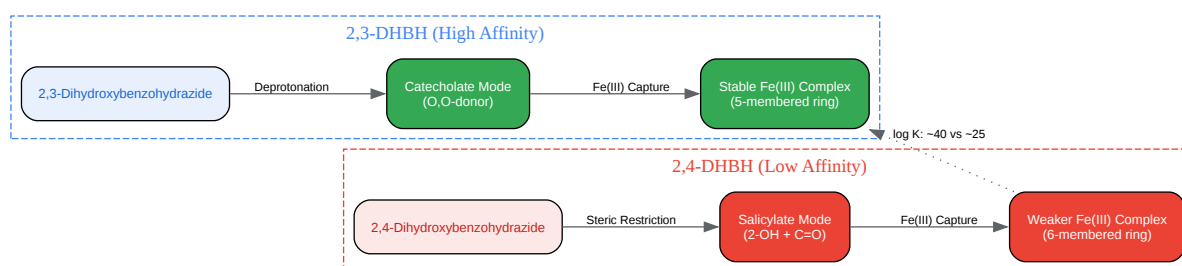 2,3-DHBH (High Affinity)
2,3-Dihydroxybenzohydrazide
Deprotonation
Catecholate Mode
(O,O-donor)
Fe(III) Capture
Stable Fe(III) Complex
(5-membered ring)
log K: ~40 vs ~25
2,4-DHBH (Low Affinity)
2,4-Dihydroxybenzohydrazide
Steric Restriction
Salicylate Mode
(2-OH + C=O)
Fe(III) Capture
Weaker Fe(III) Complex
(6-membered ring)